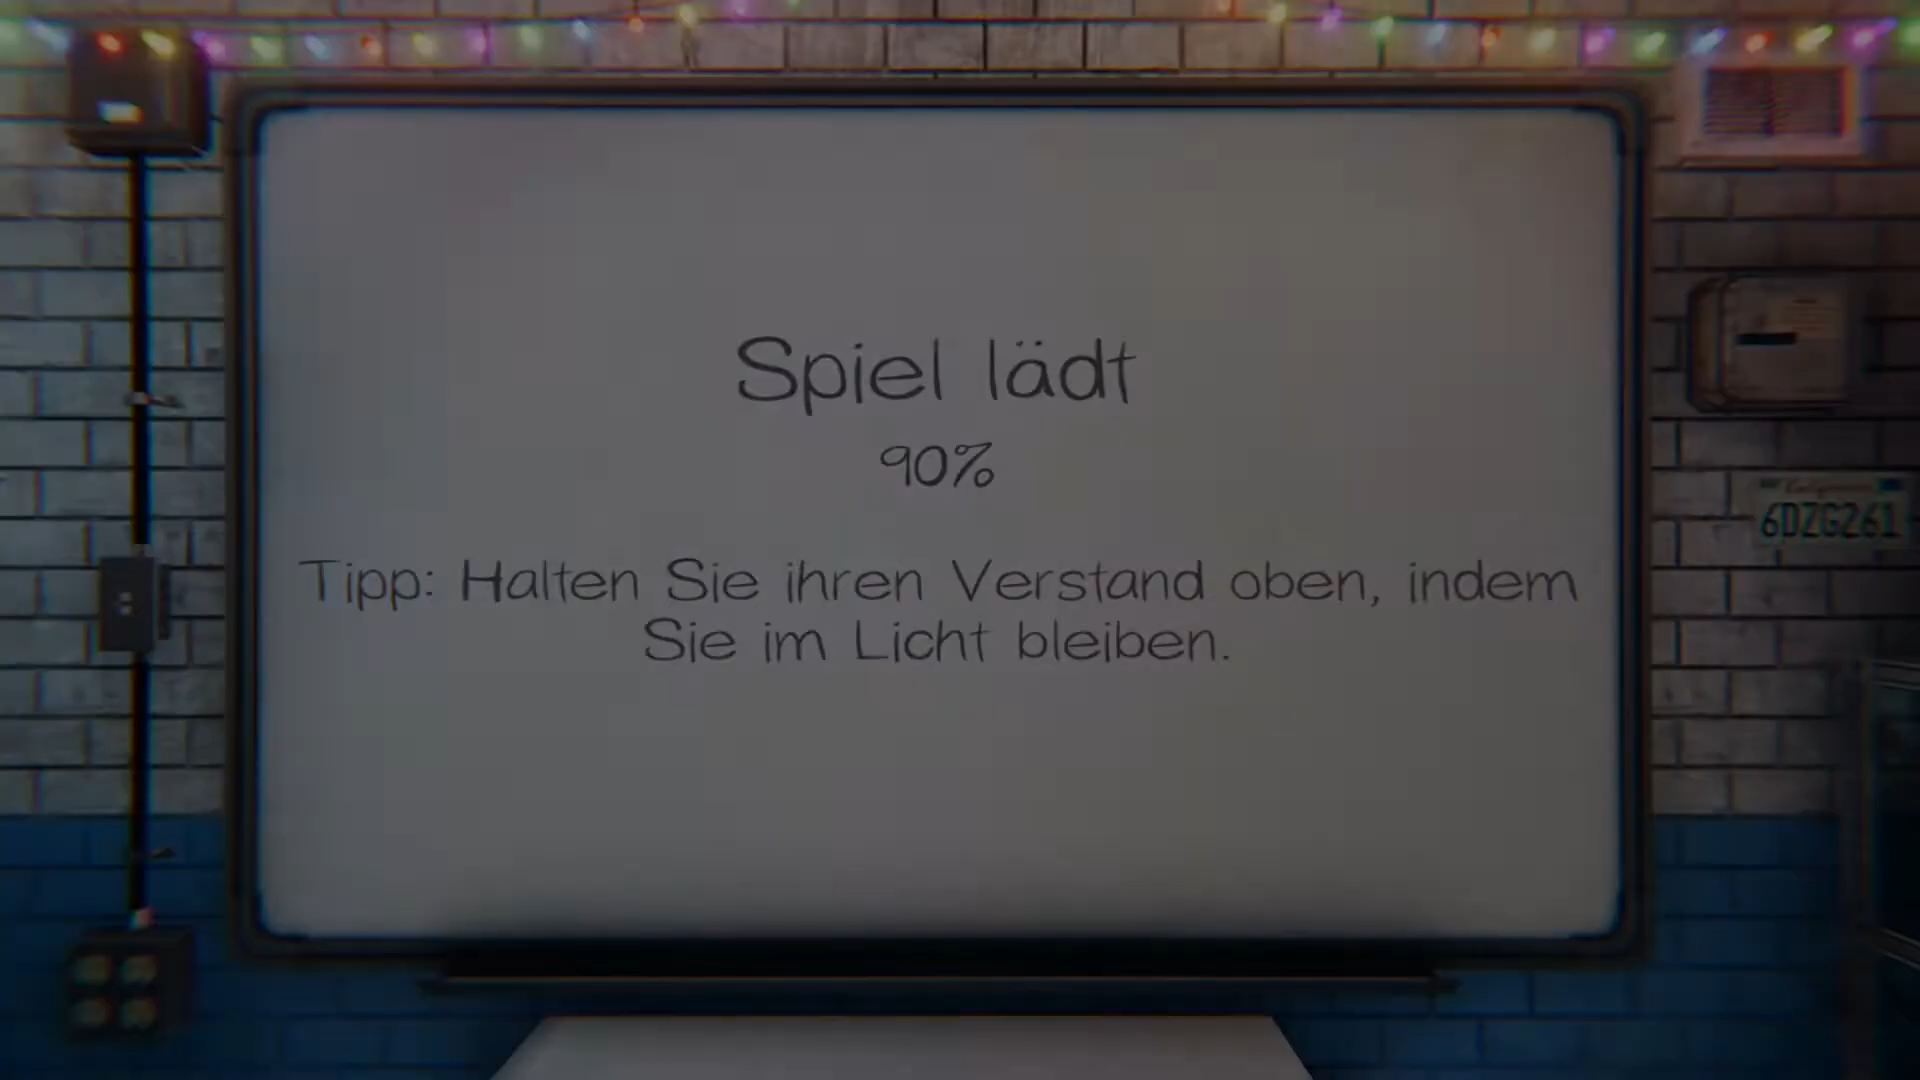 Spiel lädt
90%
6DZG261
Tipp: Halten Sie ihren Verstand oben, indem
Sie im Licht bleiben.